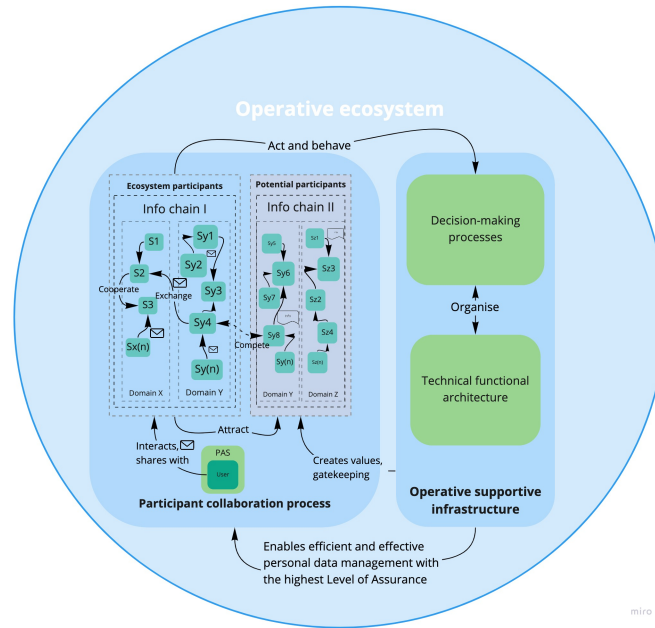 Operative ecosystem
Act and behave
Ecosystem participants
Potential participants
Info chain I
Info chain II
S1
S2
S3
Sx(n)
Cooperate
Domain X
Sy1
Sy2
Sy3
Sy4
Sy(n)
Exchange
Domain Y
Compete
Sy5
Sy6
Sy7
Sy8
Sy(n)
Domain Y
Sz1
Sz3
Sz2
Sz4
Domain Z
Attract
Interacts,
shares with
PAS
User
Creates values,
gatekeeping
Participant collaboration process
Decision-making
processes
Organise
Technical functional
architecture
Operative supportive
infrastructure
Enables efficient and effective
personal data management with
the highest Level of Assurance
miro